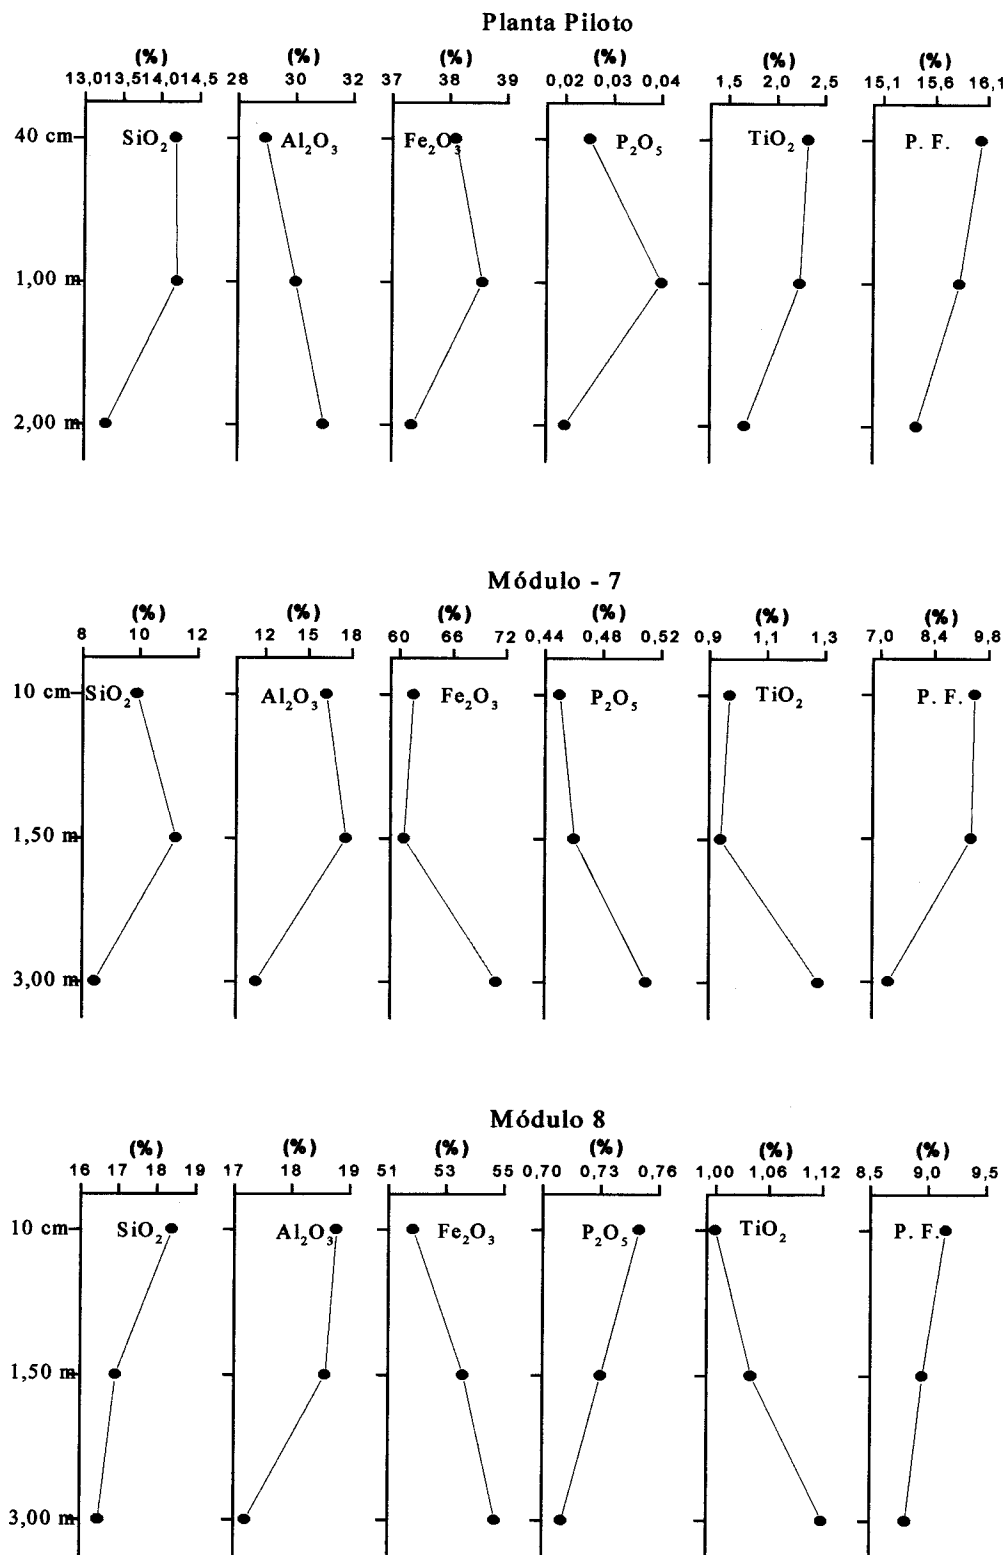 Planta Piloto
(%) (%) (%) (%) (%) (%)
13,0 13,5 14,0 14,5 28 30 32 37 38 39 0,02 0,03 0,04 1,5 2,0 2,5 15,1 15,6 16,1
40 cm SiO₂ Al₂O₃ Fe₂O₃ P₂O₅ TiO₂ P. F.
1,00 m
2,00 m
Módulo - 7
(%) (%) (%) (%) (%) (%)
8 10 12 12 15 18 60 66 72 0,44 0,48 0,52 0,9 1,1 1,3 7,0 8,4 9,8
10 cm SiO₂ Al₂O₃ Fe₂O₃ P₂O₅ TiO₂ P. F.
1,50 m
3,00 m
Módulo 8
(%) (%) (%) (%) (%) (%)
16 17 18 19 17 18 19 51 53 55 0,70 0,73 0,76 1,00 1,06 1,12 8,5 9,0 9,5
10 cm SiO₂ Al₂O₃ Fe₂O₃ P₂O₅ TiO₂ P. F.
1,50 m
3,00 m